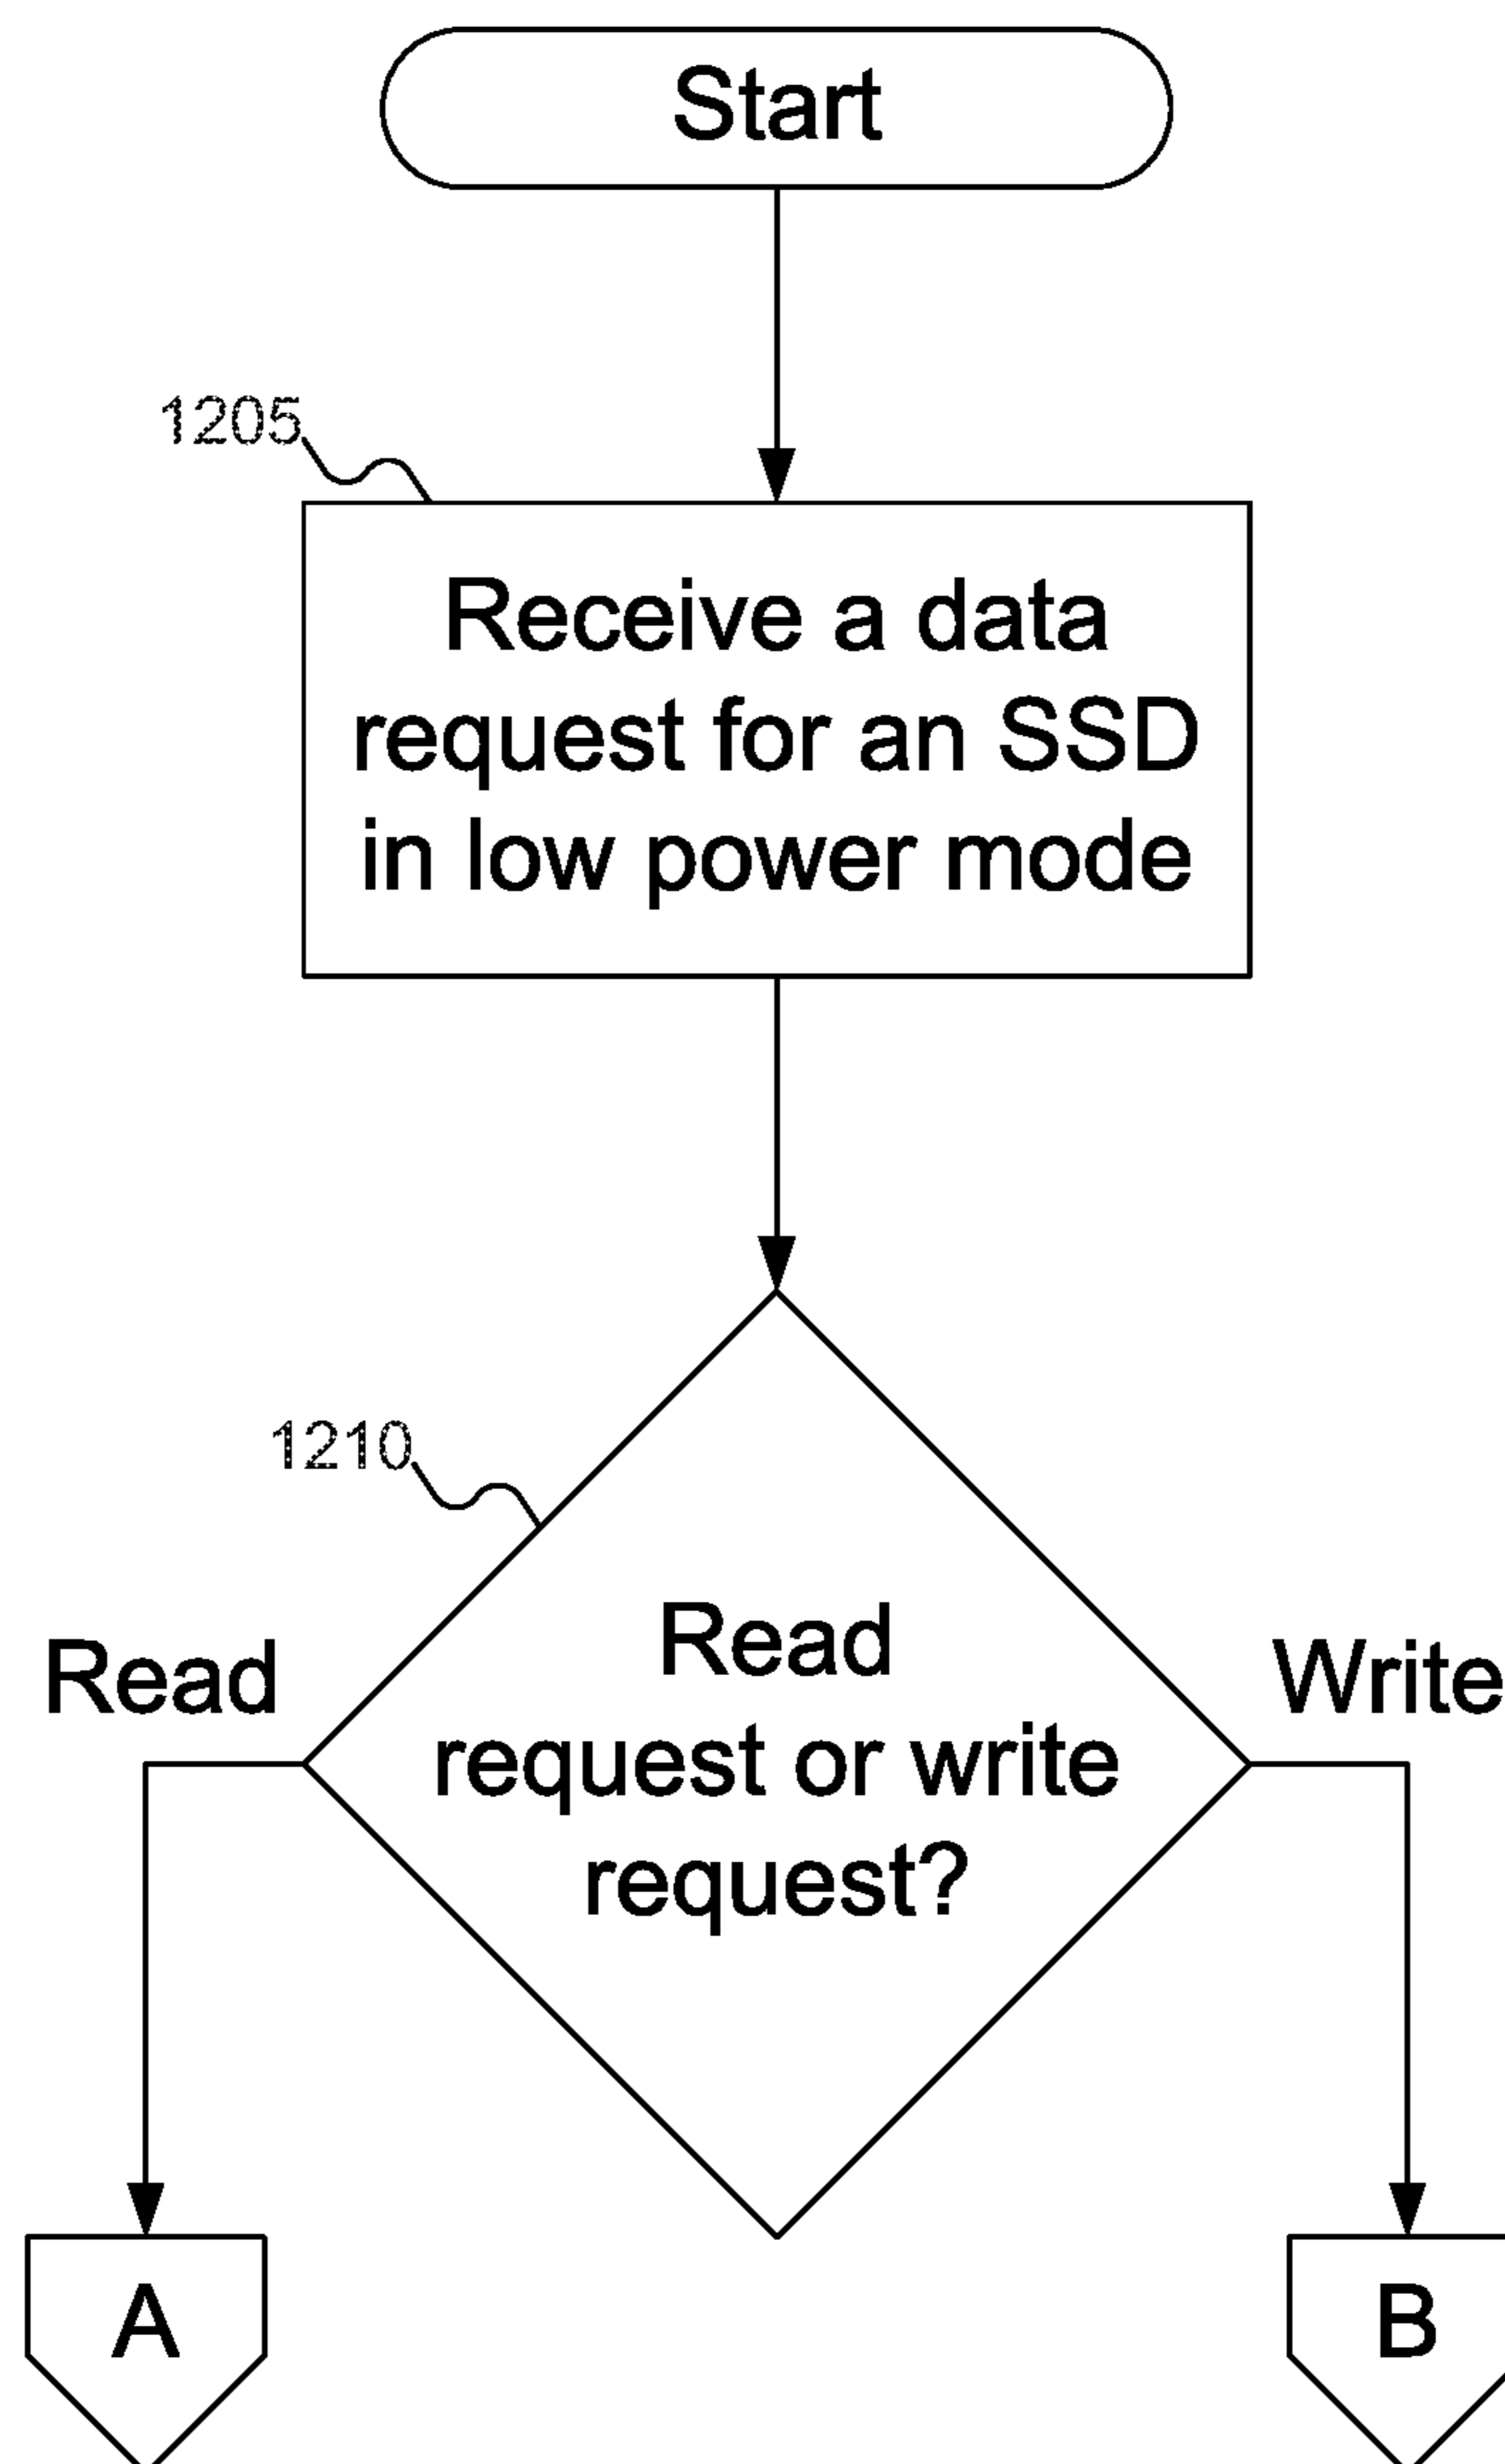 Start
1205
Receive a data
request for an SSD
in low power mode
1210
Read
request or write
request?
Read
Write
A
B